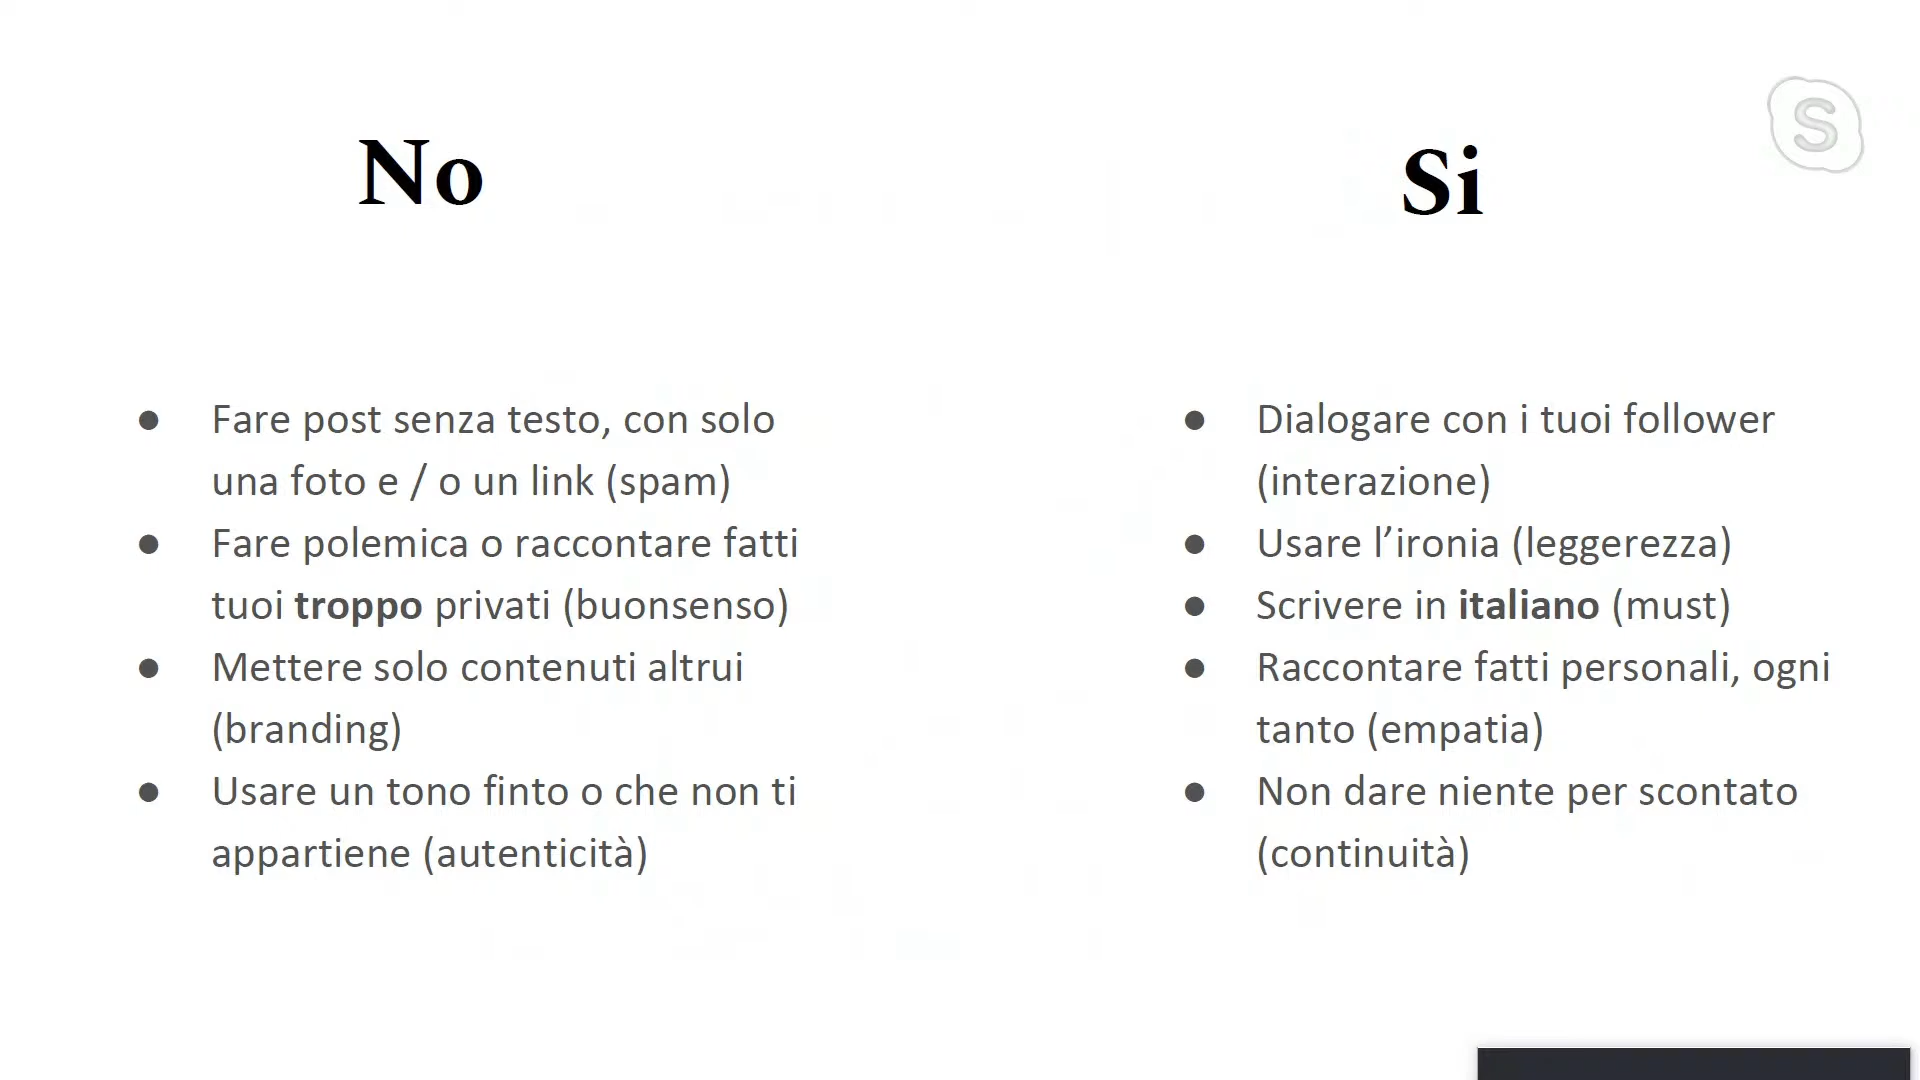 No
Fare post senza testo, con solo
una foto e / o un link (spam)
Fare polemica o raccontare fatti
tuoi troppo privati (buonsenso)
Mettere solo contenuti altrui
(branding)
Usare un tono finto o che non ti
appartiene (autenticità)
Si
Dialogare con i tuoi follower
(interazione)
Usare l’ironia (leggerezza)
Scrivere in italiano (must)
Raccontare fatti personali, ogni
tanto (empatia)
Non dare niente per scontato
(continuità)
S